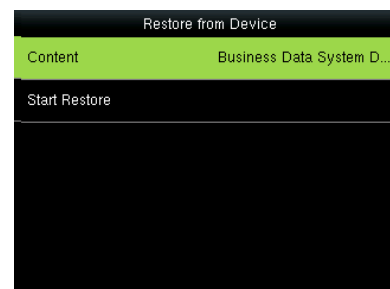 Restore from Device
Content Business Data System D...
Start Restore